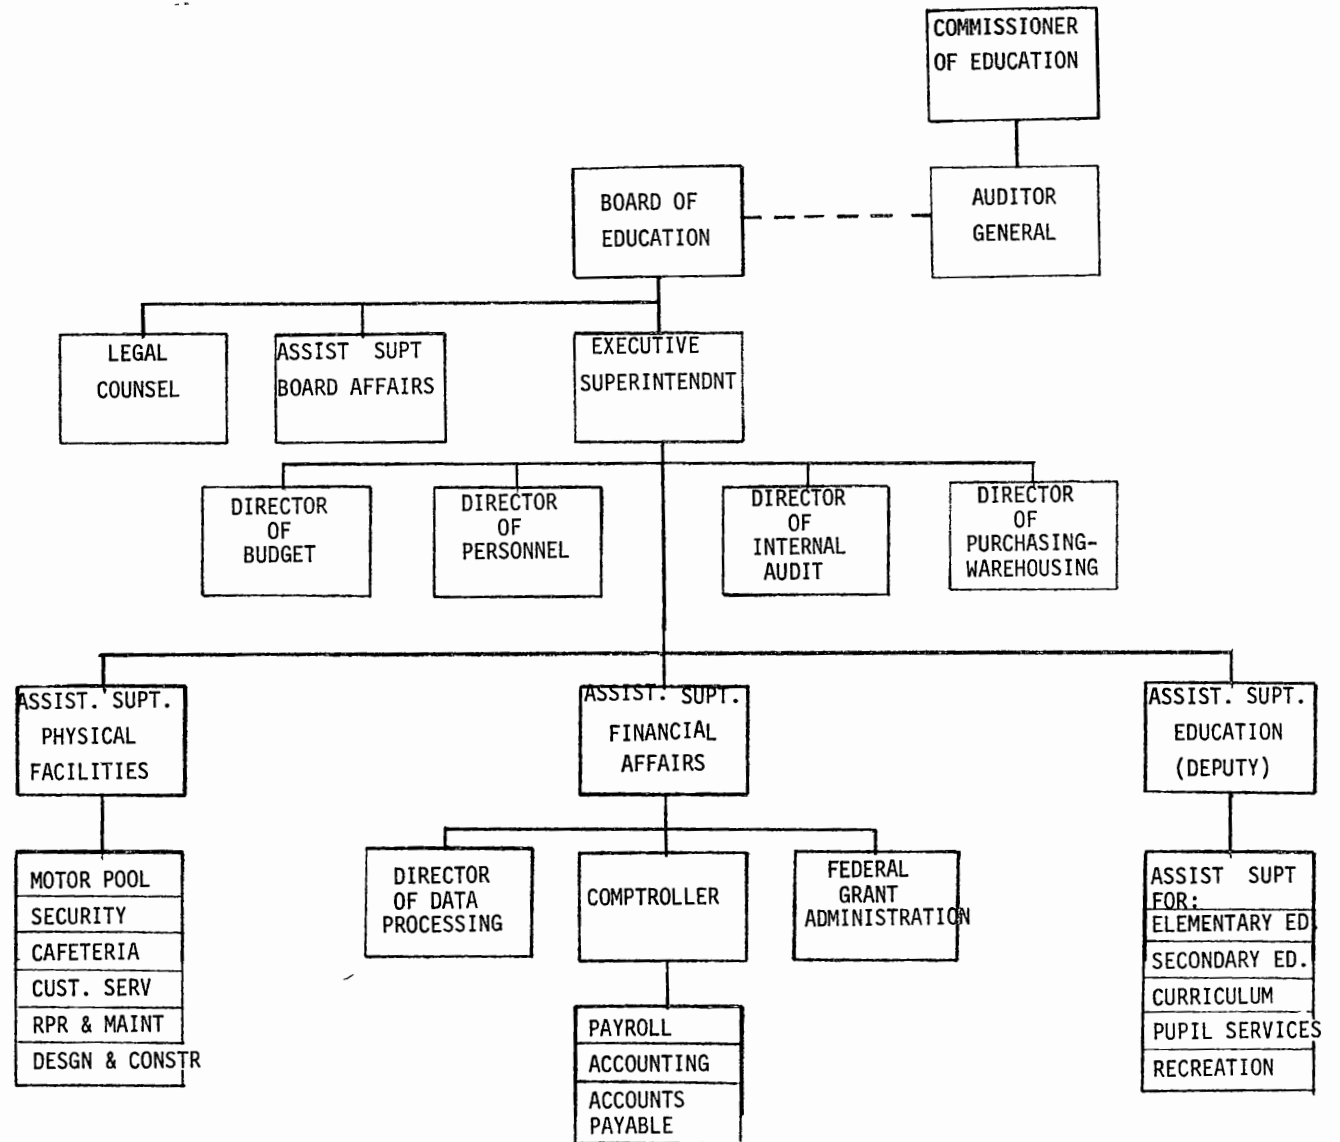 COMMISSIONER
OF EDUCATION
BOARD OF
EDUCATION
AUDITOR
GENERAL
LEGAL
COUNSEL
ASSIST SUPT
BOARD AFFAIRS
EXECUTIVE
SUPERINTENDNT
DIRECTOR
OF
BUDGET
DIRECTOR
OF
PERSONNEL
DIRECTOR
OF
INTERNAL
AUDIT
DIRECTOR
OF
PURCHASING-
WAREHOUSING
ASSIST. SUPT.
PHYSICAL
FACILITIES
ASSIST. SUPT.
FINANCIAL
AFFAIRS
ASSIST. SUPT.
EDUCATION
(DEPUTY)
MOTOR POOL
SECURITY
CAFETERIA
CUST. SERV
RPR & MAINT
DESGN & CONSTR
DIRECTOR
OF DATA
PROCESSING
COMPTROLLER
FEDERAL
GRANT
ADMINISTRATION
PAYROLL
ACCOUNTING
ACCOUNTS
PAYABLE
ASSIST SUPT
FOR:
ELEMENTARY ED.
SECONDARY ED.
CURRICULUM
PUPIL SERVICES
RECREATION